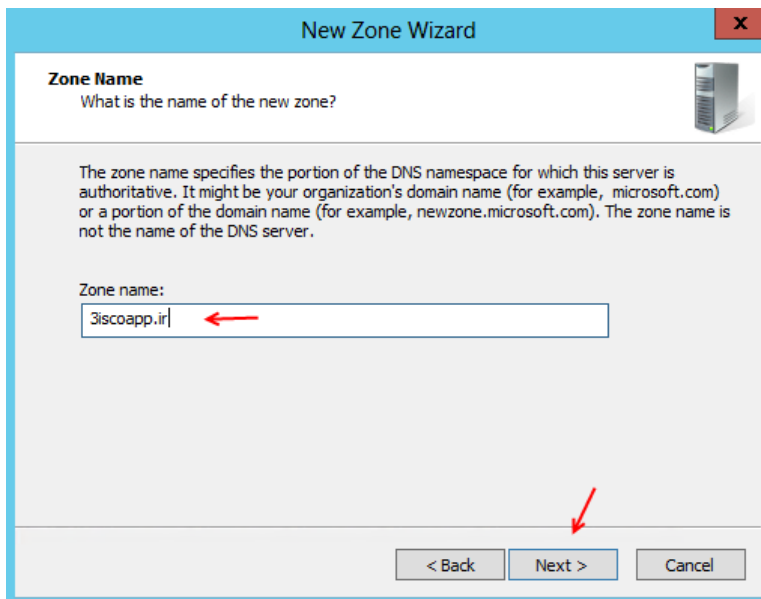 New Zone Wizard
x
Zone Name
What is the name of the new zone?
The zone name specifies the portion of the DNS namespace for which this server is
authoritative. It might be your organization's domain name (for example, microsoft.com)
or a portion of the domain name (for example, newzone.microsoft.com). The zone name is
not the name of the DNS server.
Zone name:
3iscoapp.ir
< Back
Next >
Cancel